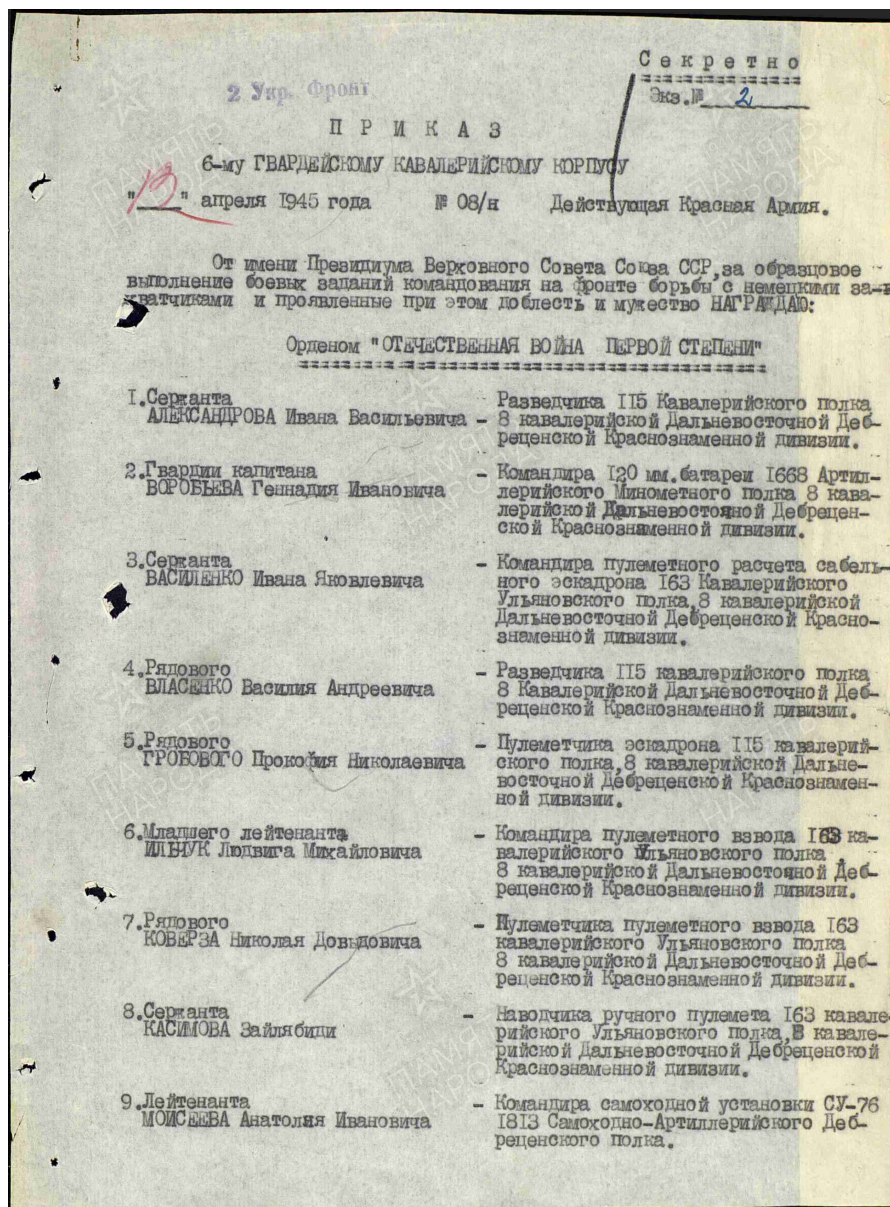 Секретно
Экз.№ 2
2 Укр. Фронт
ПРИКАЗ
6-му ГВАРДЕЙСКОМУ КАВАЛЕРИЙСКОМУ КОРПУСУ
"13" апреля 1945 года № 08/н Действующая Красная Армия.
От имени Президиума Верховного Совета Союза ССР,за образцовое
выполнение боевых заданий командования на фронте борьбы с немецкими за-
хватчиками и проявленные при этом доблесть и мужество НАГРАЖДАЮ:
Орденом "ОТЕЧЕСТВЕННАЯ ВОЙНА ПЕРВОЙ СТЕПЕНИ"
1.Сержанта
АЛЕКСАНДРОВА Ивана Васильевича - Разведчика 115 Кавалерийского полка
8 кавалерийской Дальневосточной Деб-
реценской Краснознаменной дивизии.
2.Гвардии капитана
ВОРОБЬЕВА Геннадия Ивановича - Командира 120 мм.батареи 1668 Артил-
лерийского Минометного полка 8 кава-
лерийской Дальневосточной Дебрецен-
ской Краснознаменной дивизии.
3.Сержанта
ВАСИЛЕНКО Ивана Яковлевича - Командира пулеметного расчета сабель-
ного эскадрона 163 Кавалерийского
Ульяновского полка,8 кавалерийской
Дальневосточной Дебреценской Красно-
знаменной дивизии.
4.Рядового
ВЛАСЕНКО Василия Андреевича - Разведчика 115 кавалерийского полка
8 Кавалерийской Дальневосточной Деб-
реценской Краснознаменной дивизии.
5.Рядового
ГРОБОВОГО Прокофия Николаевича - Пулеметчика эскадрона 115 кавалерий-
ского полка,8 кавалерийской Дальне-
восточной Дебреценской Краснознамен-
ной дивизии.
6.Младшего лейтенанта
ИЛЬЧУК Людвига Михайловича - Командира пулеметного взвода 163 ка-
валерийского Ульяновского полка
8 кавалерийской Дальневосточной Деб-
реценской Краснознаменной дивизии.
7.Рядового
КОВЕРЗА Николая Довыдовича - Пулеметчика пулеметного взвода 163
кавалерийского Ульяновского полка
8 кавалерийской Дальневосточной Деб-
реценской Краснознаменной дивизии.
8.Сержанта
КАСИМОВА Зайлябиди - Наводчика ручного пулемета 163 кавале-
рийского Ульяновского полка,8 кавале-
рийской Дальневосточной Дебреценской
Краснознаменной дивизии.
9.Лейтенанта
МОИСЕЕВА Анатолия Ивановича - Командира самоходной установки СУ-76
1813 Самоходно-Артиллерийского Деб-
реценского полка.
ПАМЯТЬ
НАРОДА